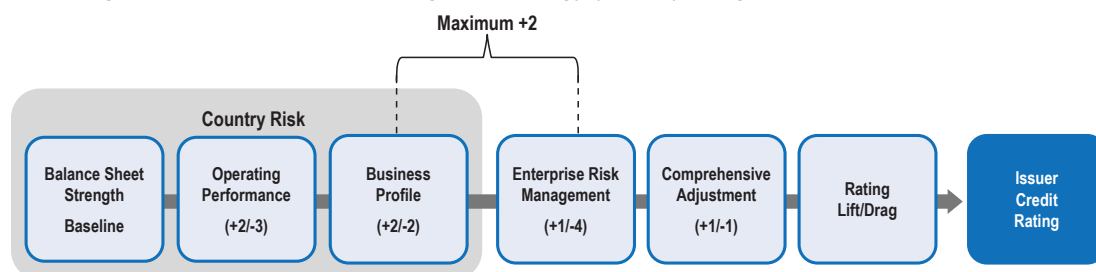 Maximum +2
Country Risk
Balance Sheet
Strength
Baseline
Operating
Performance
(+2/-3)
Business
Profile
(+2/-2)
Enterprise Risk
Management
(+1/-4)
Comprehensive
Adjustment
(+1/-1)
Rating
Lift/Drag
Issuer
Credit
Rating